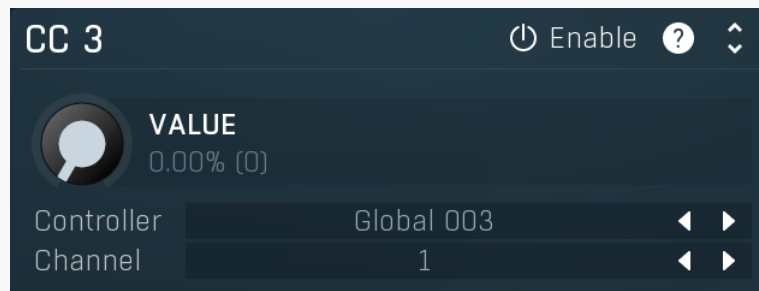 CC 3 Enable ?
VALUE
0.00% (0)
Controller Global 003
Channel 1